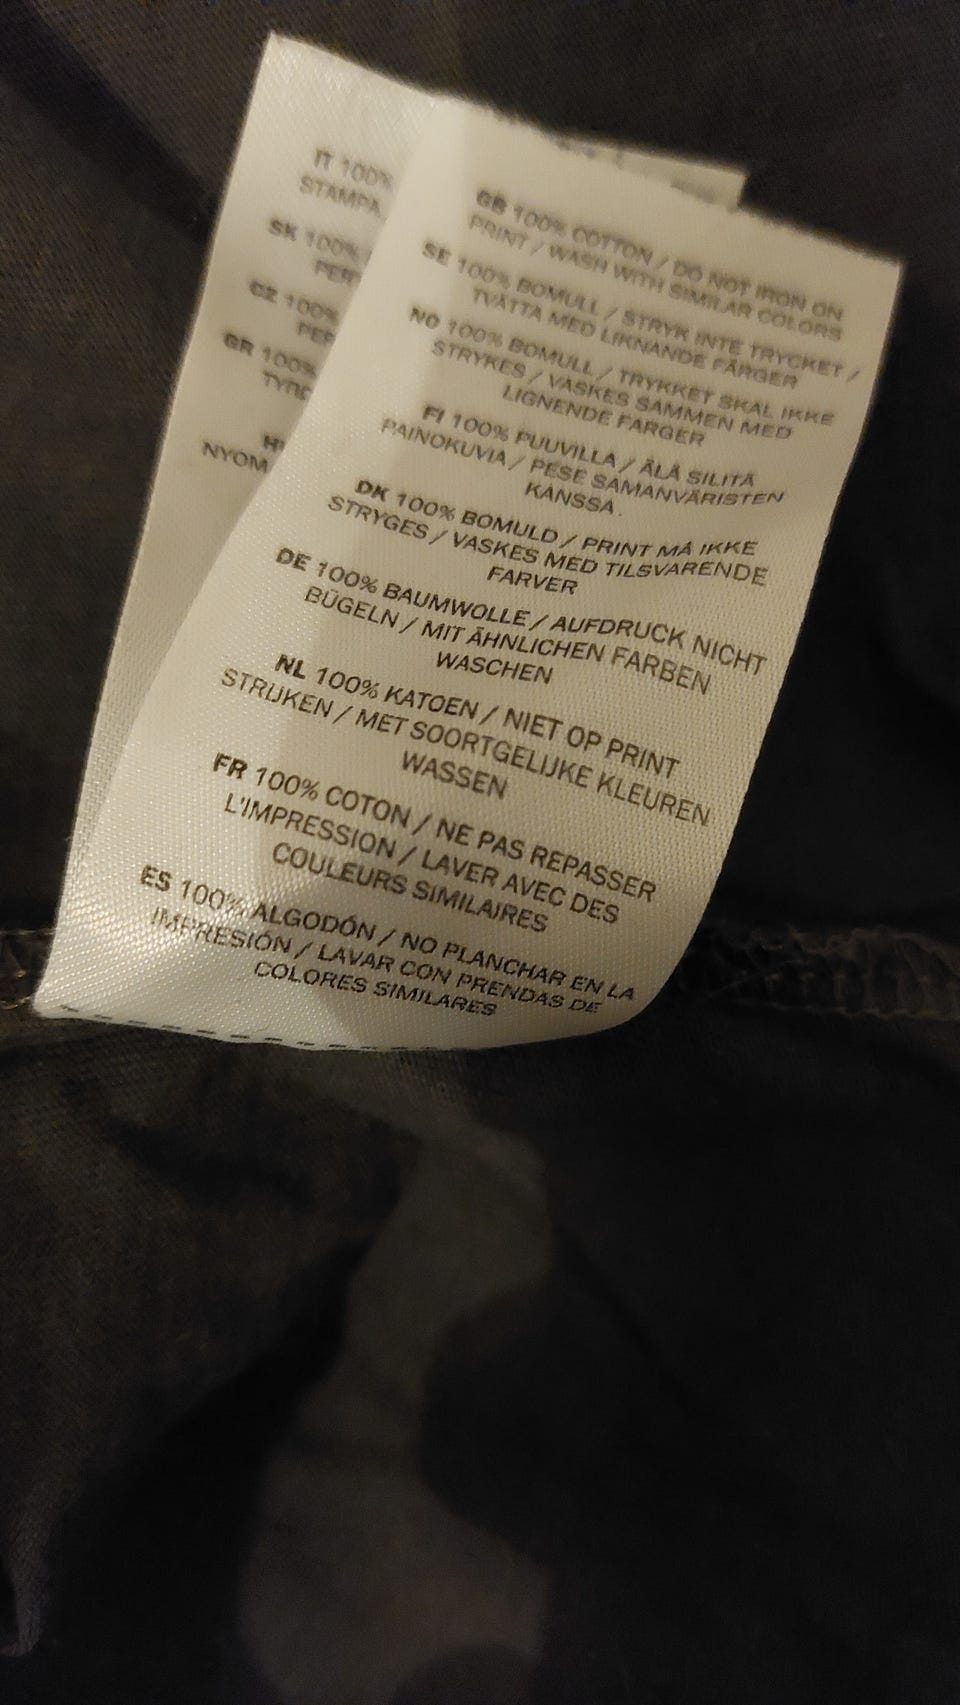 GB 100% COTTON / DO NOT IRON ON
PRINT / WASH WITH SIMILAR COLORS
SE 100% BOMULL / STRYK INTE TRYCKET /
TVÄTTA MED LIKNANDE FÄRGER
NO 100% BOMULL / TRYKKET SKAL IKKE
STRYKES / VASKES SAMMEN MED
LIGNENDE FARGER
FI 100% PUUVILLA / ÄLÄ SILITÄ
PAINOKUVIA / PESE SAMANVÄRISTEN
KANSSA.
DK 100% BOMULD / PRINT MÅ IKKE
STRYGES / VASKES MED TILSVARENDE
FARVER
DE 100% BAUMWOLLE / AUFDRUCK NICHT
BÜGELN / MIT ÄHNLICHEN FARBEN
WASCHEN
NL 100% KATOEN / NIET OP PRINT
STRIJKEN / MET SOORTGELIJKE KLEUREN
WASSEN
FR 100% COTON / NE PAS REPASSER
L'IMPRESSION / LAVER AVEC DES
COULEURS SIMILAIRES
ES 100% ALGODÓN / NO PLANCHAR EN LA
IMPRESIÓN / LAVAR CON PRENDAS DE
COLORES SIMILARES
IT 100%
STAMPA
SK 100%
PER
CZ 100%
PER
GR 100%
NYOM